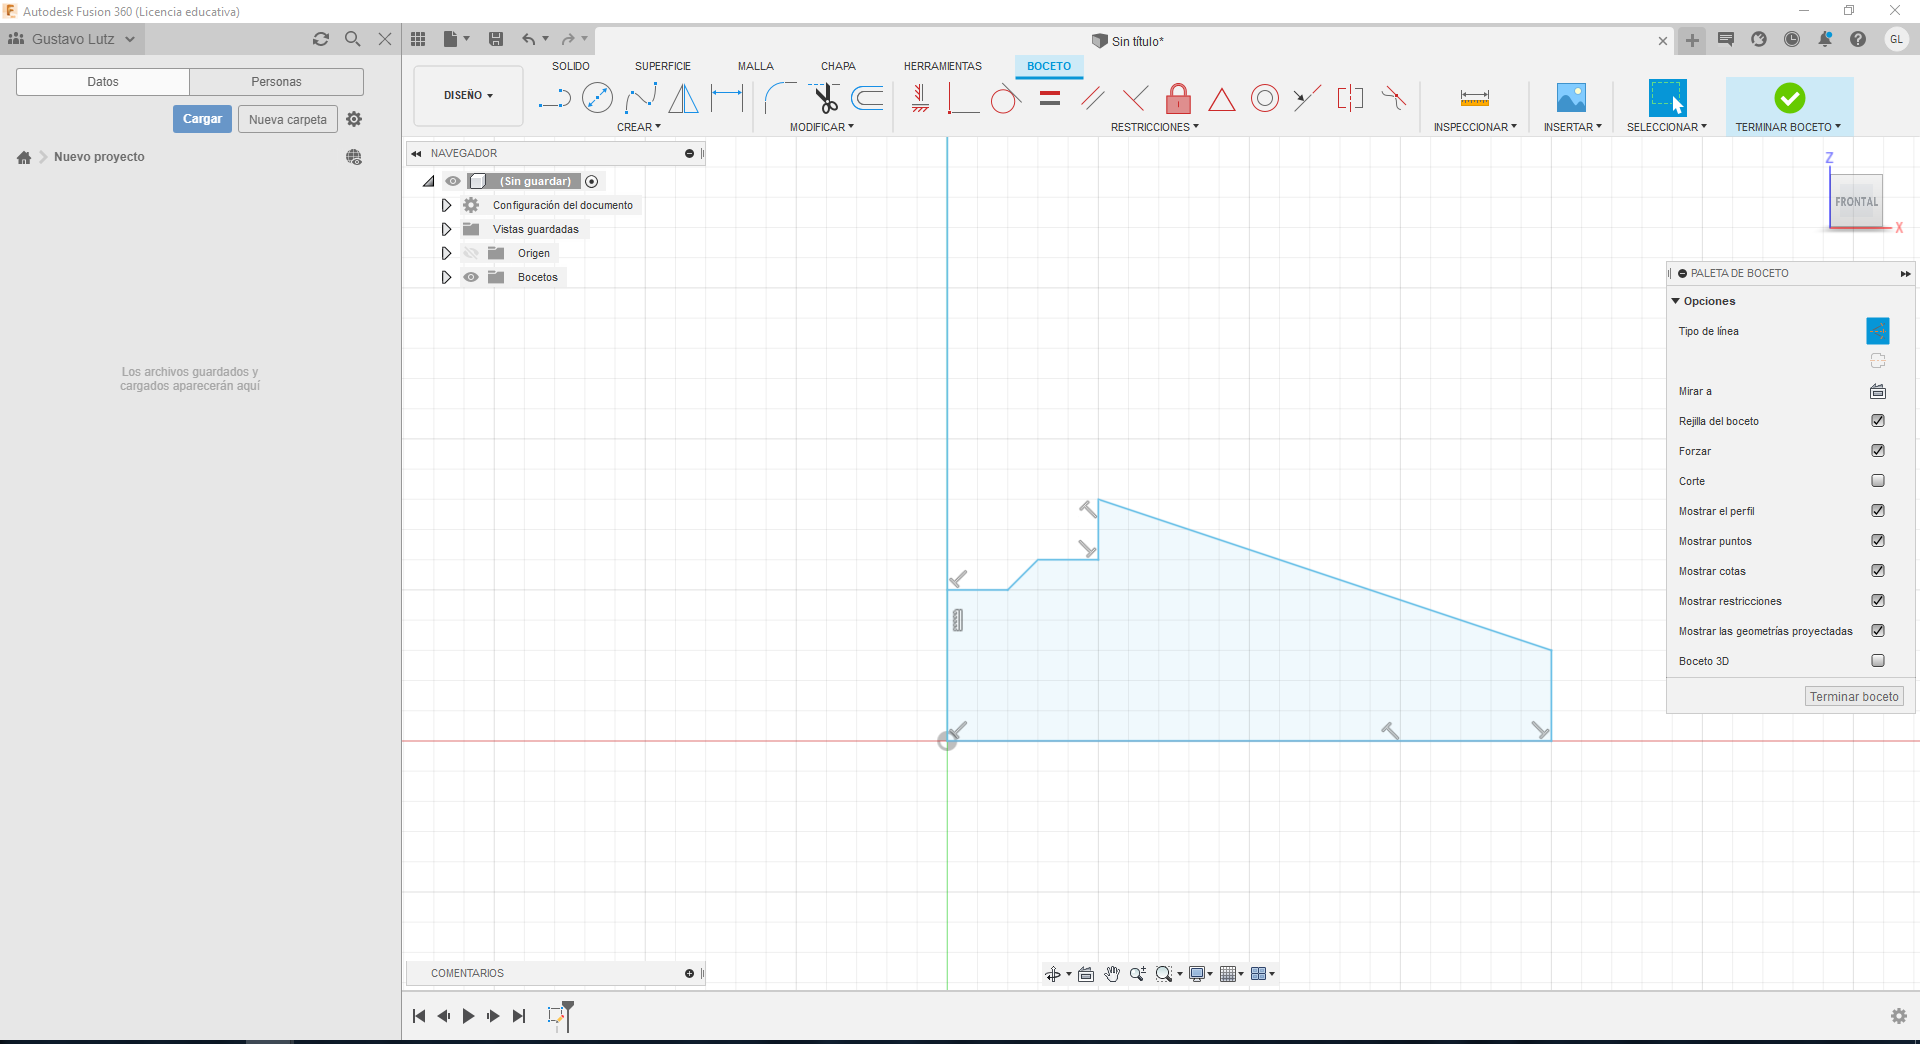 Autodesk Fusion 360 (Licencia educativa)
Gustavo Lutz
Sin título*
GL
Datos
Personas
Cargar
Nueva carpeta
Nuevo proyecto
Los archivos guardados y
cargados aparecerán aquí
SOLIDO
SUPERFICIE
MALLA
CHAPA
HERRAMIENTAS
BOCETO
DISEÑO
CREAR
MODIFICAR
RESTRICCIONES
INSPECCIONAR
INSERTAR
SELECCIONAR
TERMINAR BOCETO
NAVEGADOR
(Sin guardar)
Configuración del documento
Vistas guardadas
Origen
Bocetos
Z
FRONTAL
X
PALETA DE BOCETO
Opciones
Tipo de línea
Mirar a
Rejilla del boceto
Forzar
Corte
Mostrar el perfil
Mostrar puntos
Mostrar cotas
Mostrar restricciones
Mostrar las geometrías proyectadas
Boceto 3D
Terminar boceto
COMENTARIOS